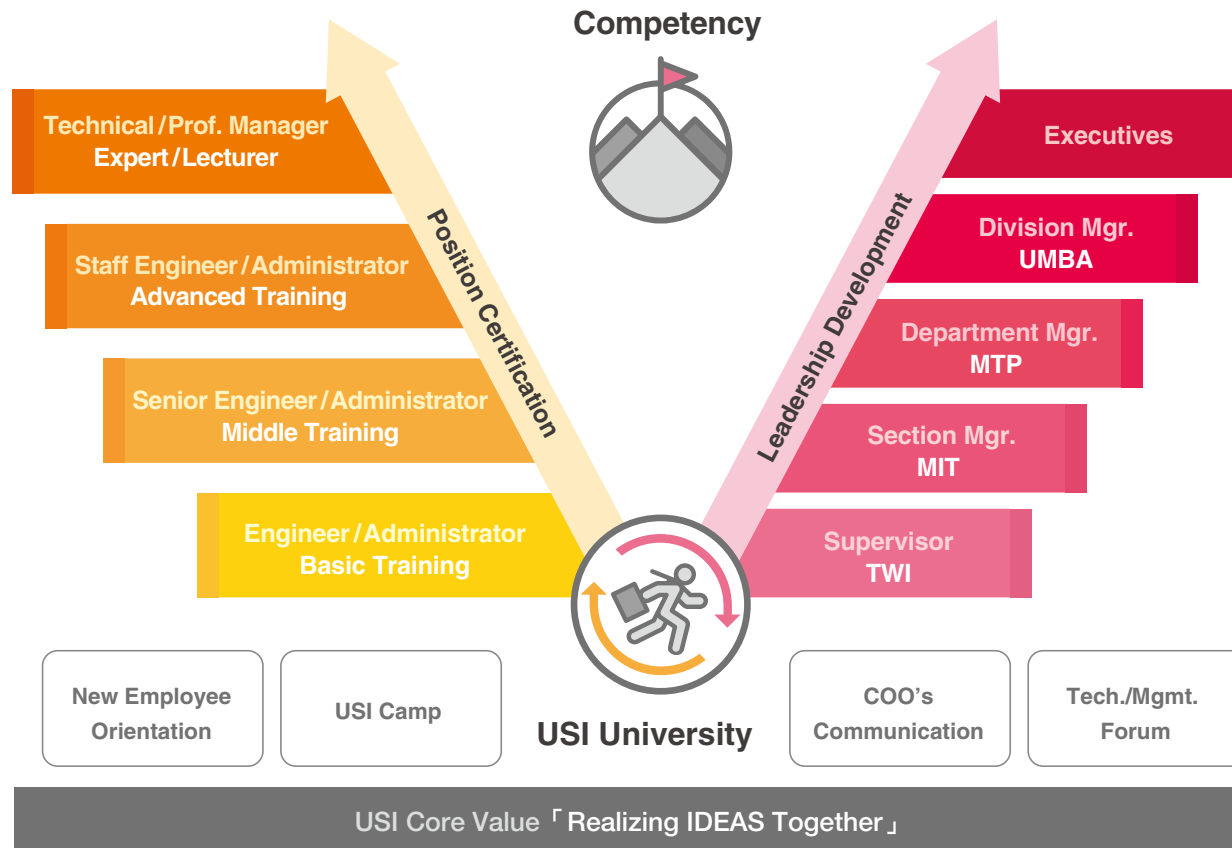 Competency
Technical/Prof. Manager
Expert/Lecturer
Staff Engineer/Administrator
Advanced Training
Senior Engineer/Administrator
Middle Training
Engineer/Administrator
Basic Training
Position Certification
Leadership Development
Executives
Division Mgr.
UMBA
Department Mgr.
MTP
Section Mgr.
MIT
Supervisor
TWI
New Employee
Orientation
USI Camp
USI University
COO’s
Communication
Tech./Mgmt.
Forum
USI Core Value「Realizing IDEAS Together」